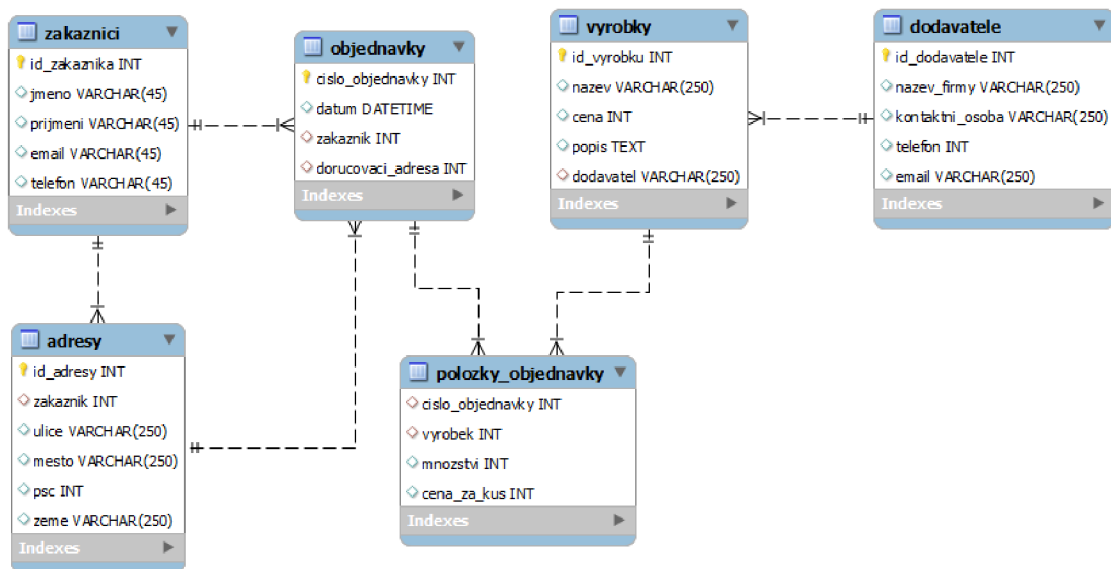 zakaznici
id_zakaznika INT
jmeno VARCHAR(45)
prijmeni VARCHAR(45)
email VARCHAR(45)
telefon VARCHAR(45)
Indexes
objednavky
cislo_objednavky INT
datum DATETIME
zakaznik INT
dorucovaci_adresa INT
Indexes
vyrobky
id_vyrobku INT
nazev VARCHAR(250)
cena INT
popis TEXT
dodavatel VARCHAR(250)
Indexes
dodavatele
id_dodavatele INT
nazev_firmy VARCHAR(250)
kontaktni_osoba VARCHAR(250)
telefon INT
email VARCHAR(250)
Indexes
adresy
id_adresy INT
zakaznik INT
ulice VARCHAR(250)
mesto VARCHAR(250)
psc INT
zeme VARCHAR(250)
Indexes
polozky_objednavky
cislo_objednavky INT
vyrobek INT
mnozstvi INT
cena_za_kus INT
Indexes